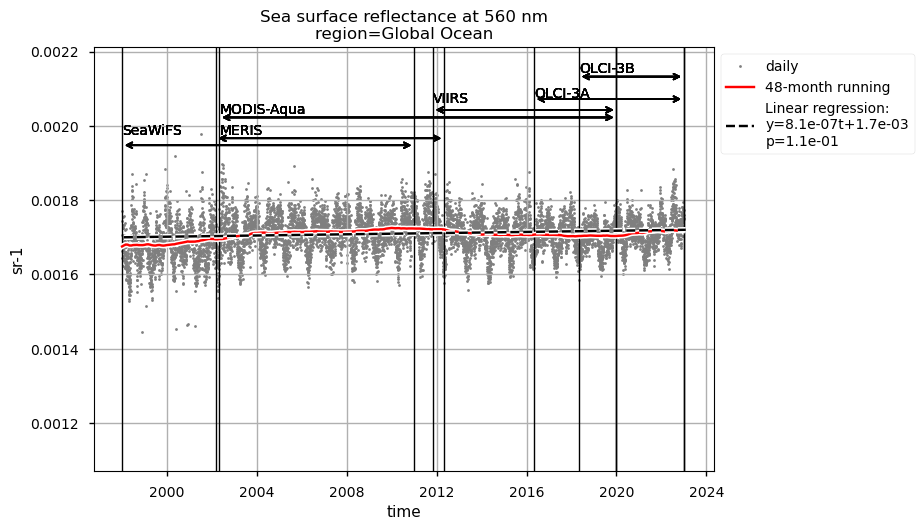 Sea surface reflectance at 560 nm
region=Global Ocean
0.0022
0.0020
0.0018
0.0016
0.0014
0.0012
sr-1
OLCI-3B
OLCI-3A
VIIRS
MODIS-Aqua
SeaWiFS
MERIS
2000
2004
2008
2012
2016
2020
2024
time
daily
48-month running
Linear regression:
y=8.1e-07t+1.7e-03
p=1.1e-01